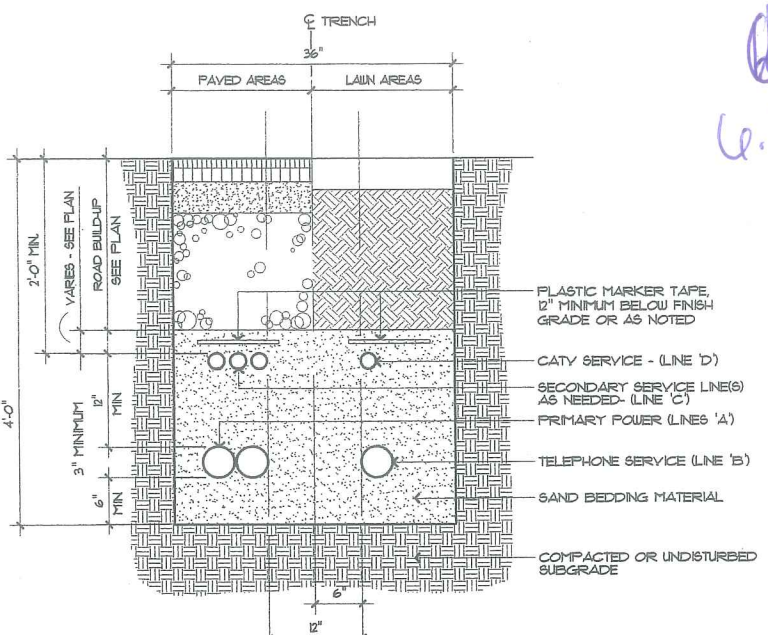 ℄ TRENCH
36"
PAVED AREAS
LAWN AREAS
2'-0" MIN.
VARIES - SEE PLAN
ROAD BUILD-UP
SEE PLAN
4'-0"
12"
MIN
3" MINIMUM
6"
MIN
PLASTIC MARKER TAPE,
12" MINIMUM BELOW FINISH
GRADE OR AS NOTED
CATV SERVICE - (LINE 'D')
SECONDARY SERVICE LINE(S)
AS NEEDED- (LINE 'C')
PRIMARY POWER (LINES 'A')
TELEPHONE SERVICE (LINE 'B')
SAND BEDDING MATERIAL
COMPACTED OR UNDISTURBED
SUBGRADE
6"
12"